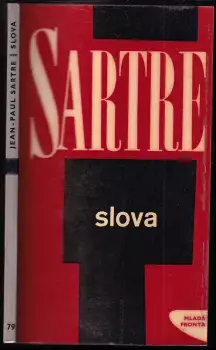 JEAN-PAUL SARTRE | SLOVA
79
SARTRE
slova
MLADÁ
FRONTA